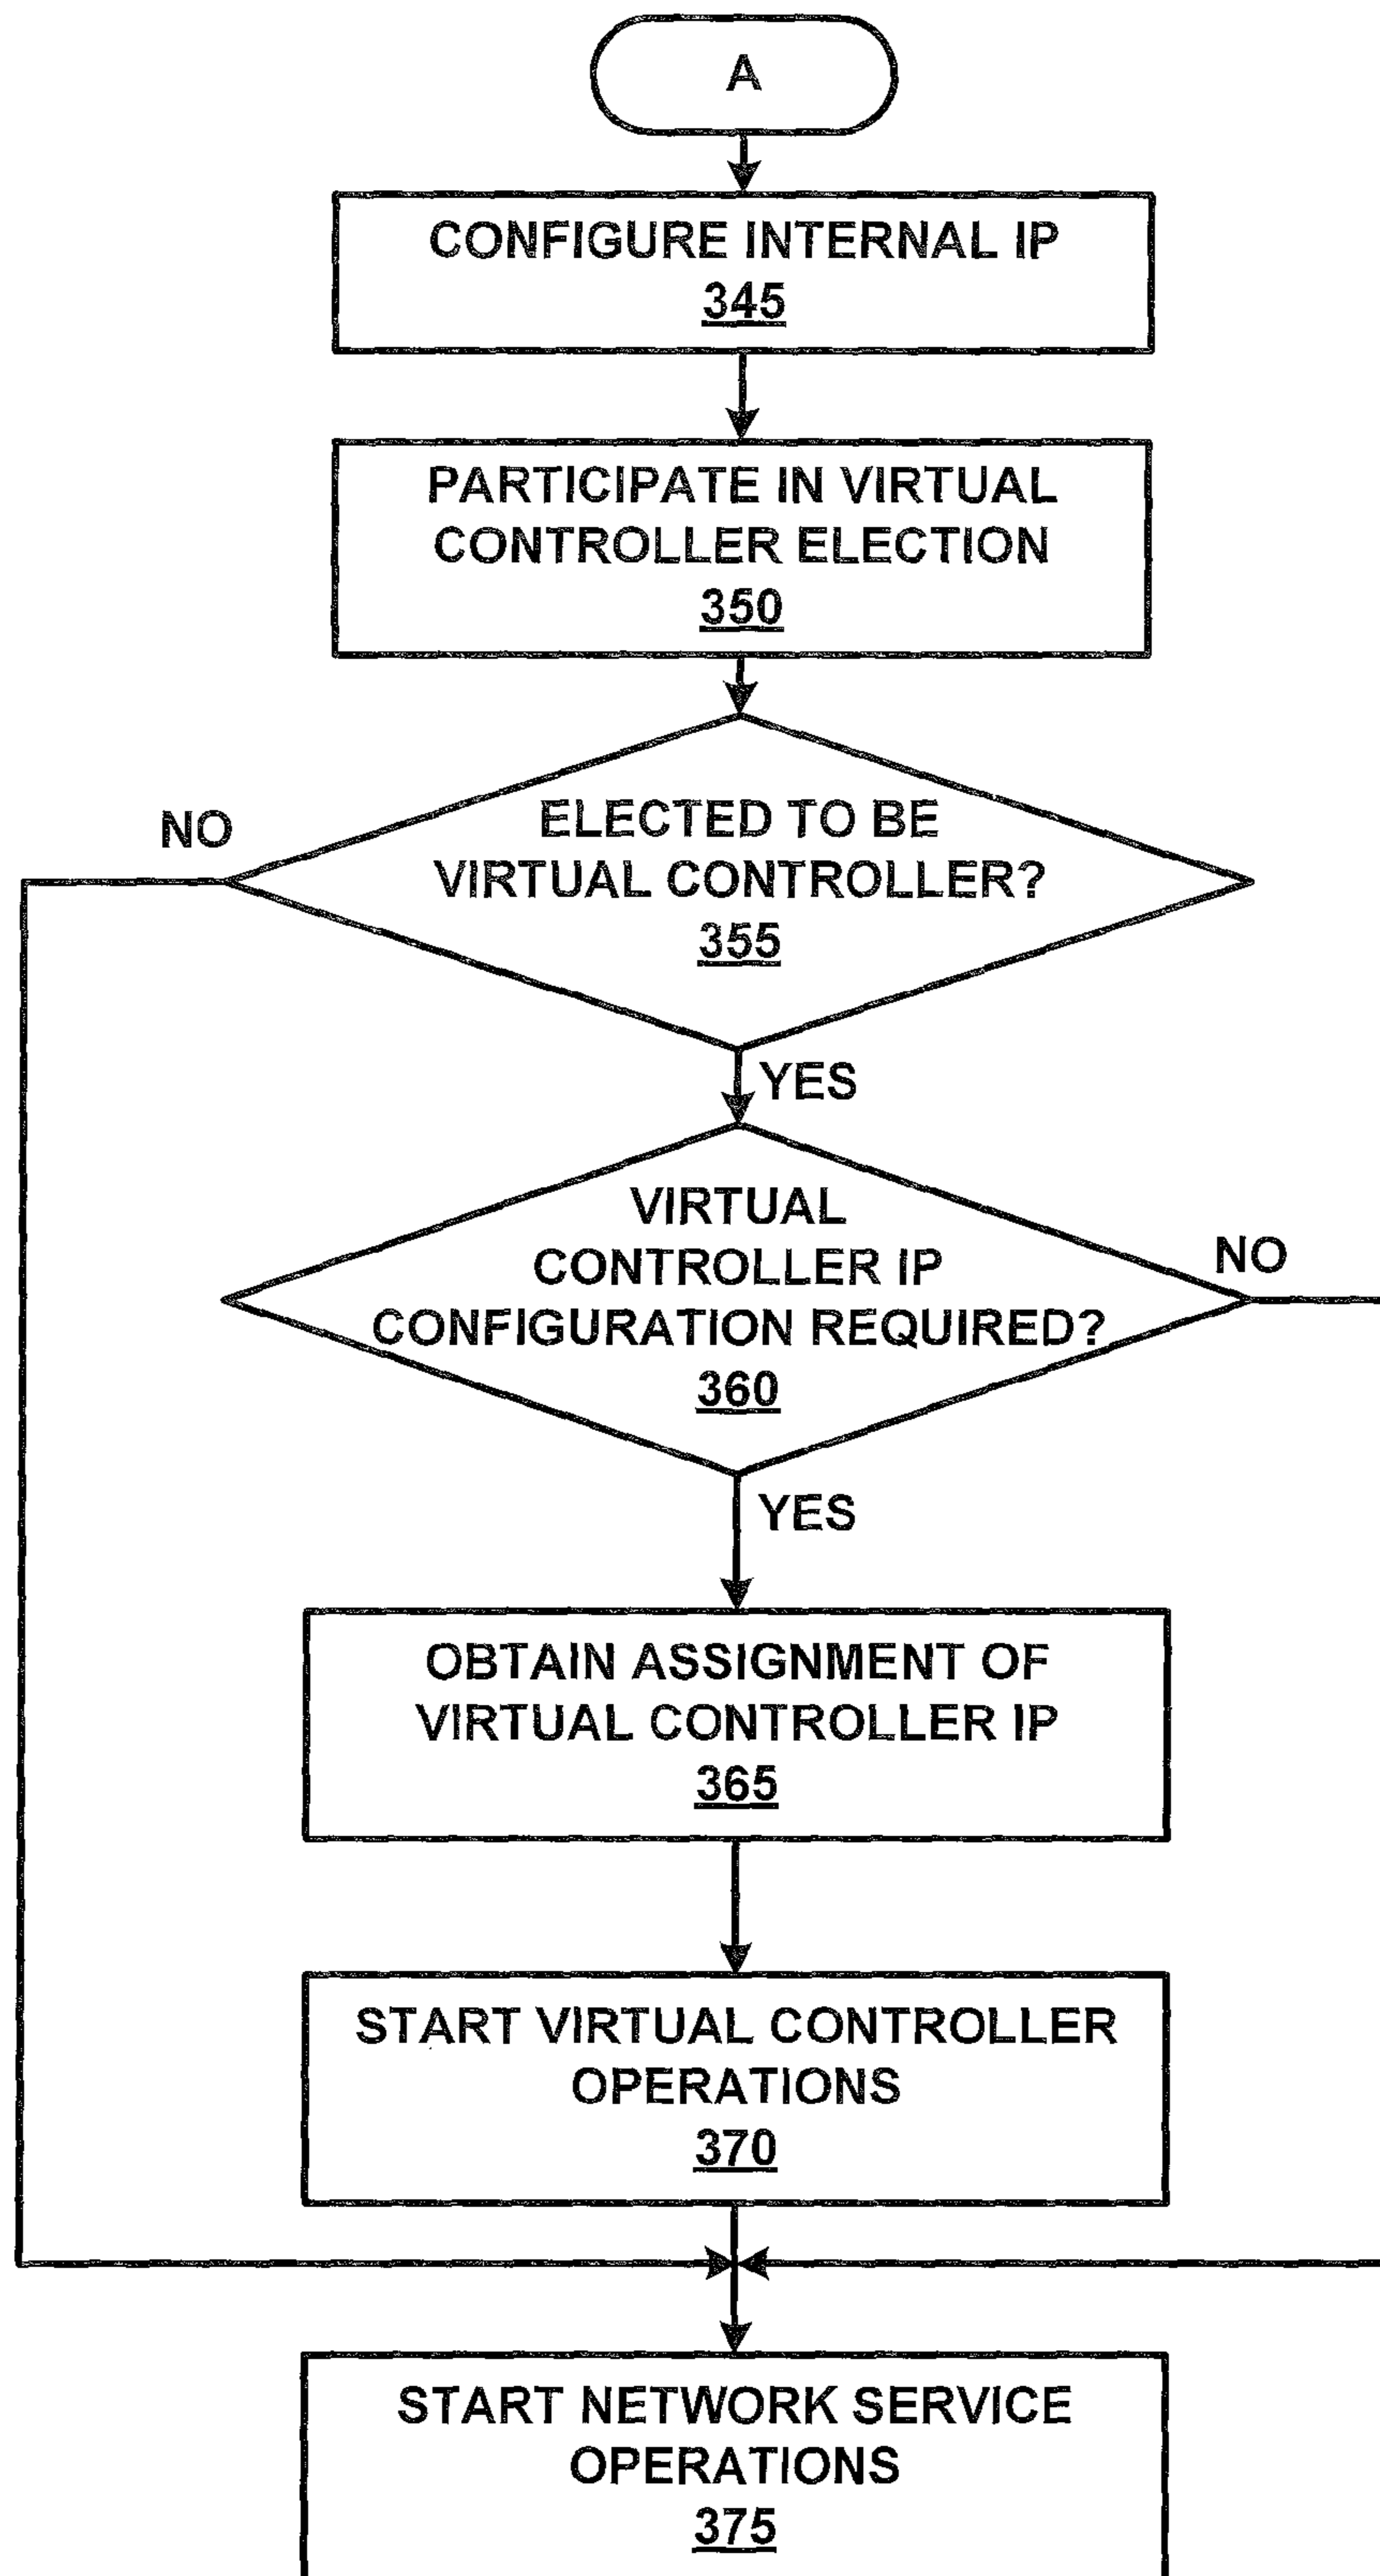 A
CONFIGURE INTERNAL IP
345
PARTICIPATE IN VIRTUAL
CONTROLLER ELECTION
350
NO
ELECTED TO BE
VIRTUAL CONTROLLER?
355
YES
VIRTUAL
CONTROLLER IP
CONFIGURATION REQUIRED?
360
NO
YES
OBTAIN ASSIGNMENT OF
VIRTUAL CONTROLLER IP
365
START VIRTUAL CONTROLLER
OPERATIONS
370
START NETWORK SERVICE
OPERATIONS
375